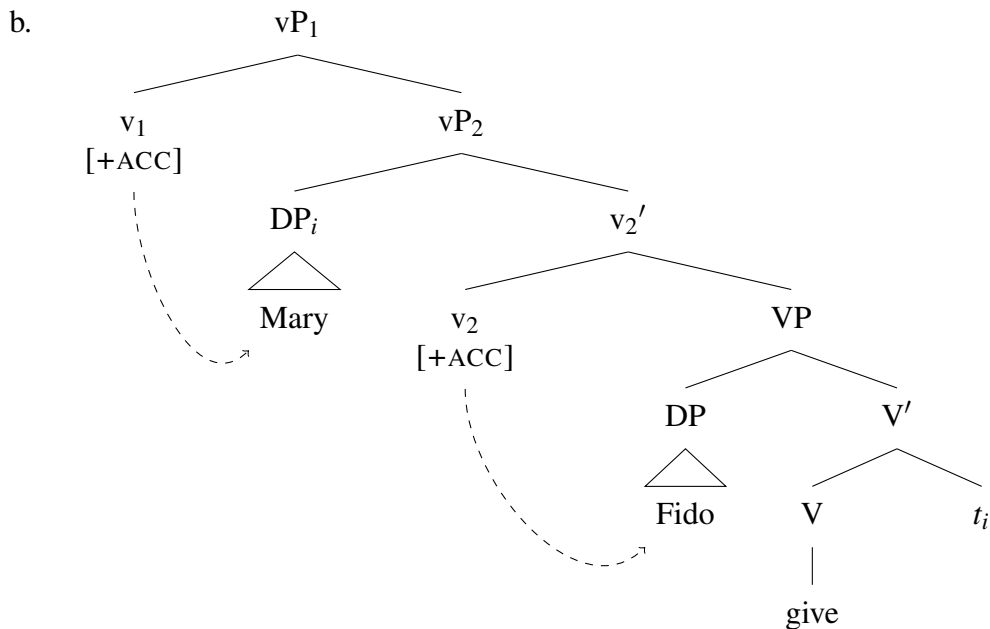 b. vP₁
v₁ vP₂
[+ACC]
DPᵢ v₂′
Mary v₂ VP
[+ACC]
DP V′
Fido V tᵢ
give